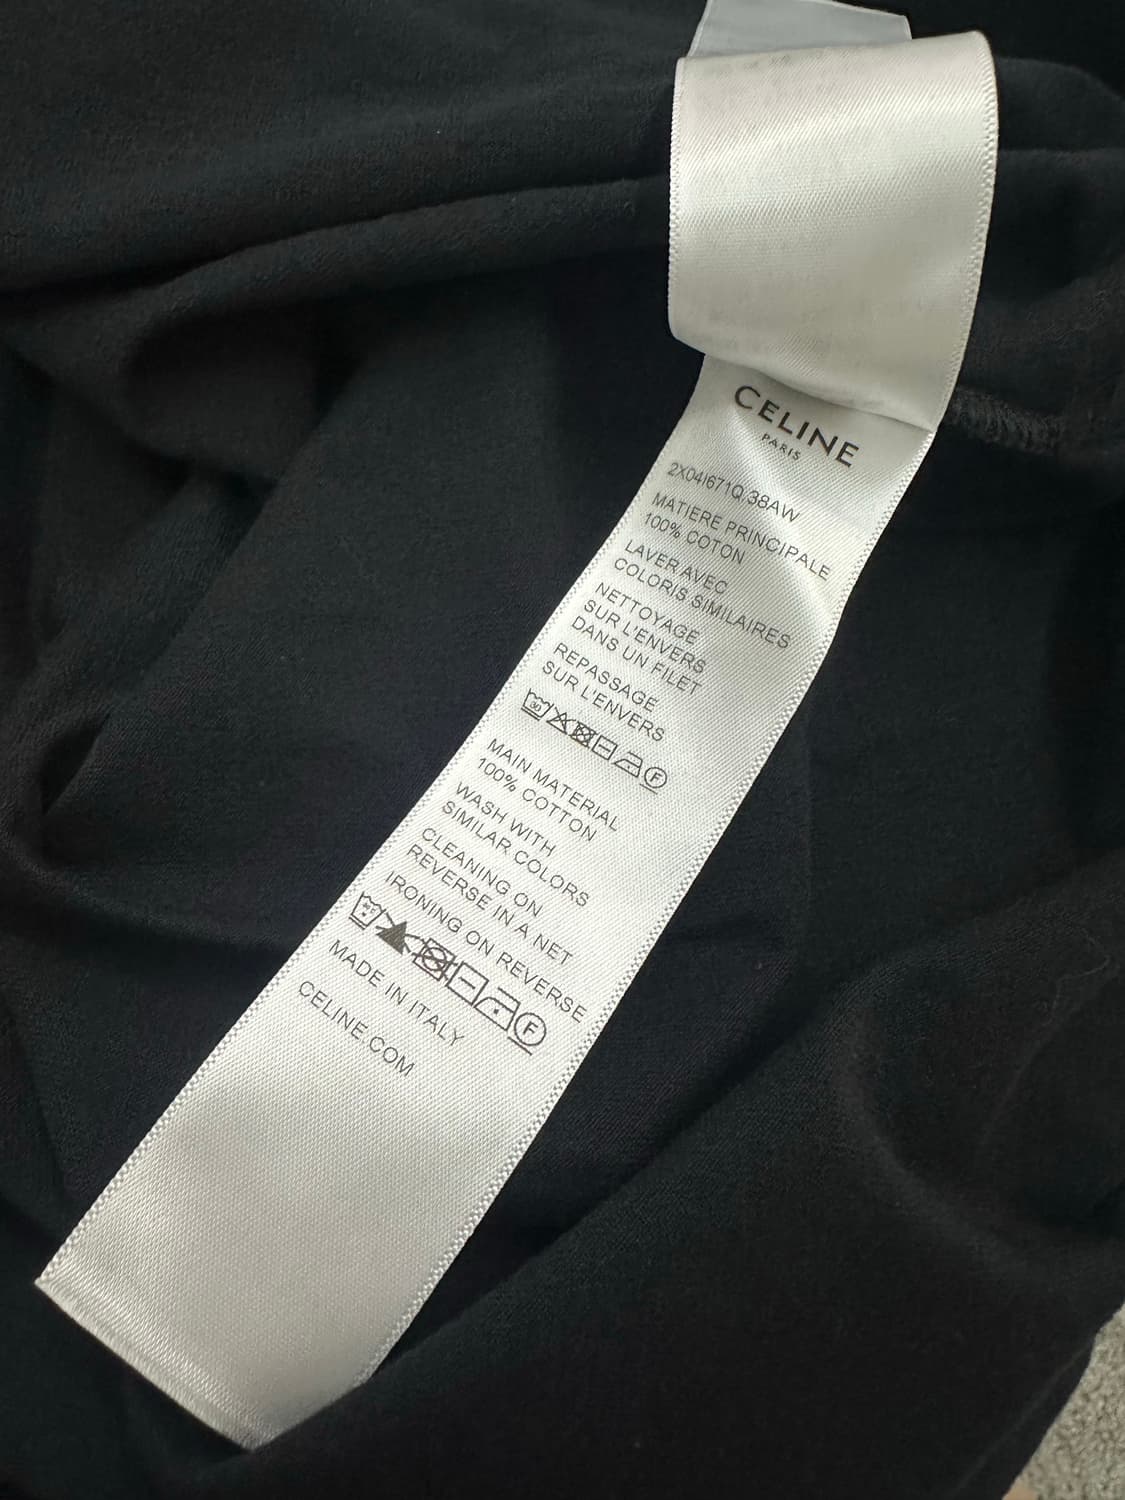 CELINE
PARIS
2X04I671Q/38AW
MATIERE PRINCIPALE
100% COTON
LAVER AVEC
COLORIS SIMILAIRES
NETTOYAGE
SUR L'ENVERS
DANS UN FILET
REPASSAGE
SUR L'ENVERS
30
F
MAIN MATERIAL
100% COTTON
WASH WITH
SIMILAR COLORS
CLEANING ON
REVERSE IN A NET
IRONING ON REVERSE
F
MADE IN ITALY
CELINE.COM